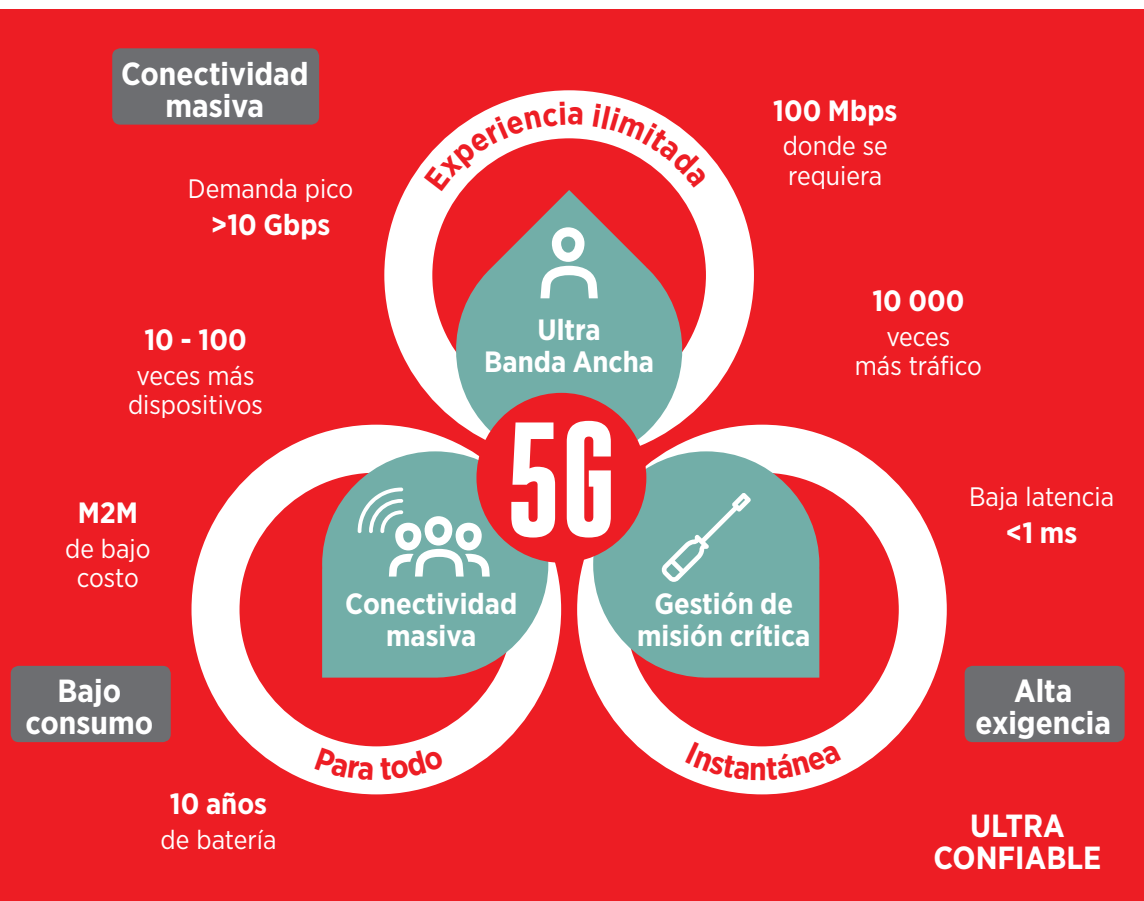 Conectividad
masiva
Experiencia ilimitada
100 Mbps
donde se
requiera
Demanda pico
>10 Gbps
Ultra
Banda Ancha
10 000
veces
más tráfico
10 - 100
veces más
dispositivos
5G
M2M
de bajo
costo
Conectividad
masiva
Gestión de
misión crítica
Baja latencia
<1 ms
Bajo
consumo
Alta
exigencia
Para todo
Instantánea
10 años
de batería
ULTRA
CONFIABLE